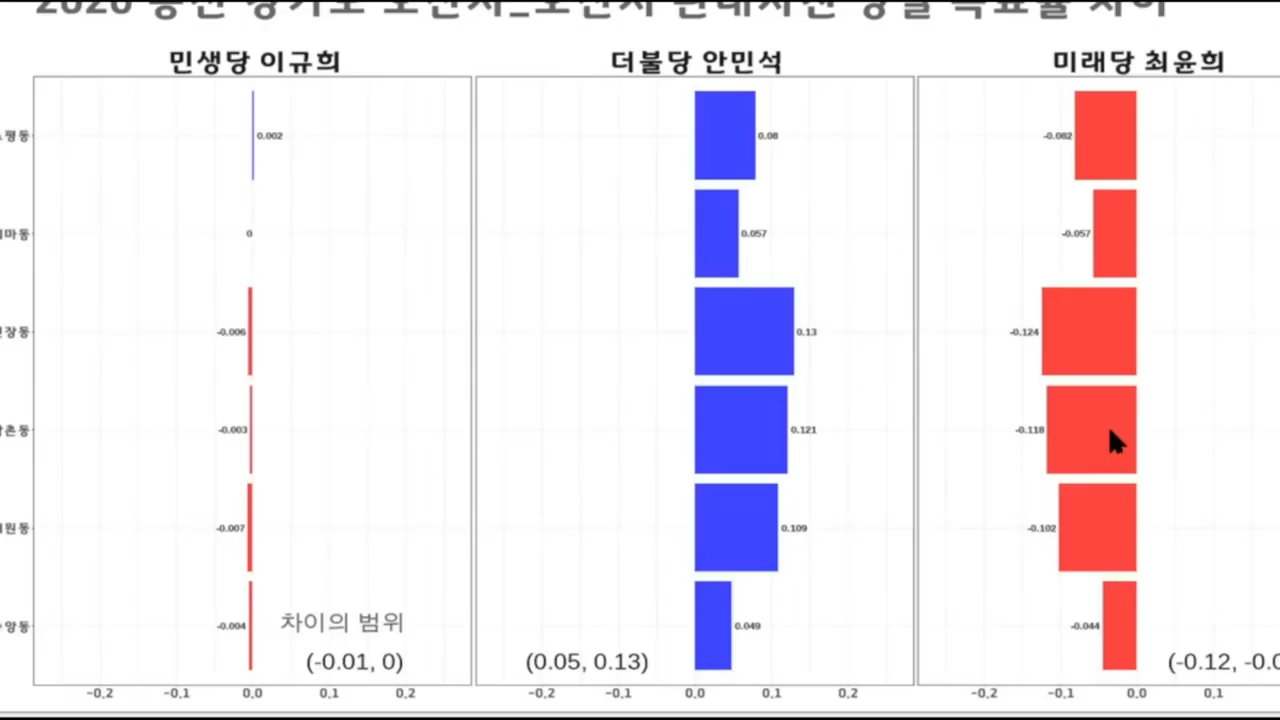 민생당 이규희
더불당 안민석
미래당 최윤희
0.002
0.08
-0.082
0
0.057
-0.057
-0.006
0.13
-0.124
-0.003
0.121
-0.118
-0.007
0.109
-0.102
-0.004
0.049
-0.044
차이의 범위
(-0.01, 0)
(0.05, 0.13)
-0.2 -0.1 0.0 0.1 0.2
-0.2 -0.1 0.0 0.1 0.2
-0.2 -0.1 0.0 0.1